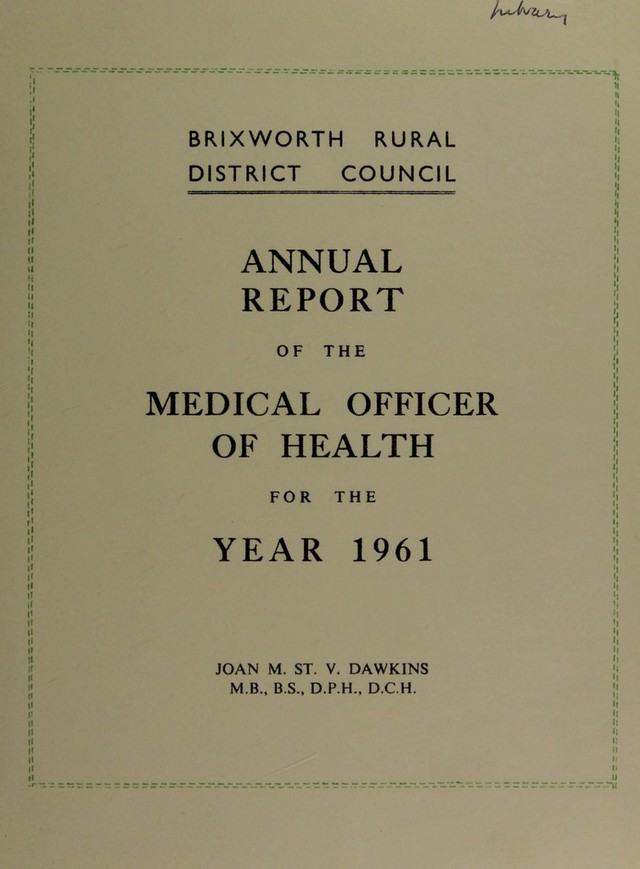 Library
BRIXWORTH RURAL
DISTRICT COUNCIL
ANNUAL
REPORT
OF THE
MEDICAL OFFICER
OF HEALTH
FOR THE
YEAR 1961
JOAN M. ST. V. DAWKINS
M.B., B.S., D.P.H., D.C.H.